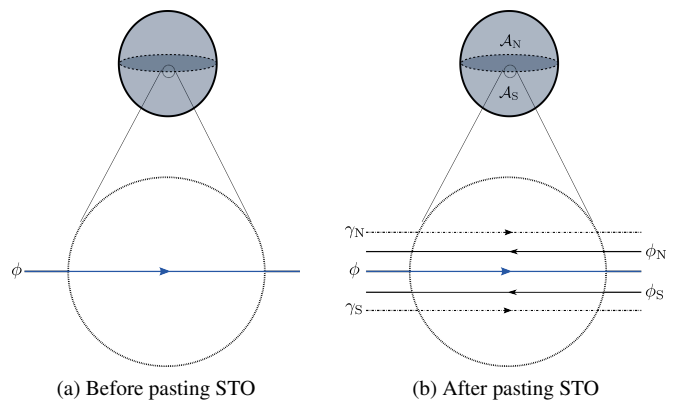 𝒜N
𝒜S
γN
ϕN
ϕ
ϕ
ϕS
γS
(a) Before pasting STO
(b) After pasting STO